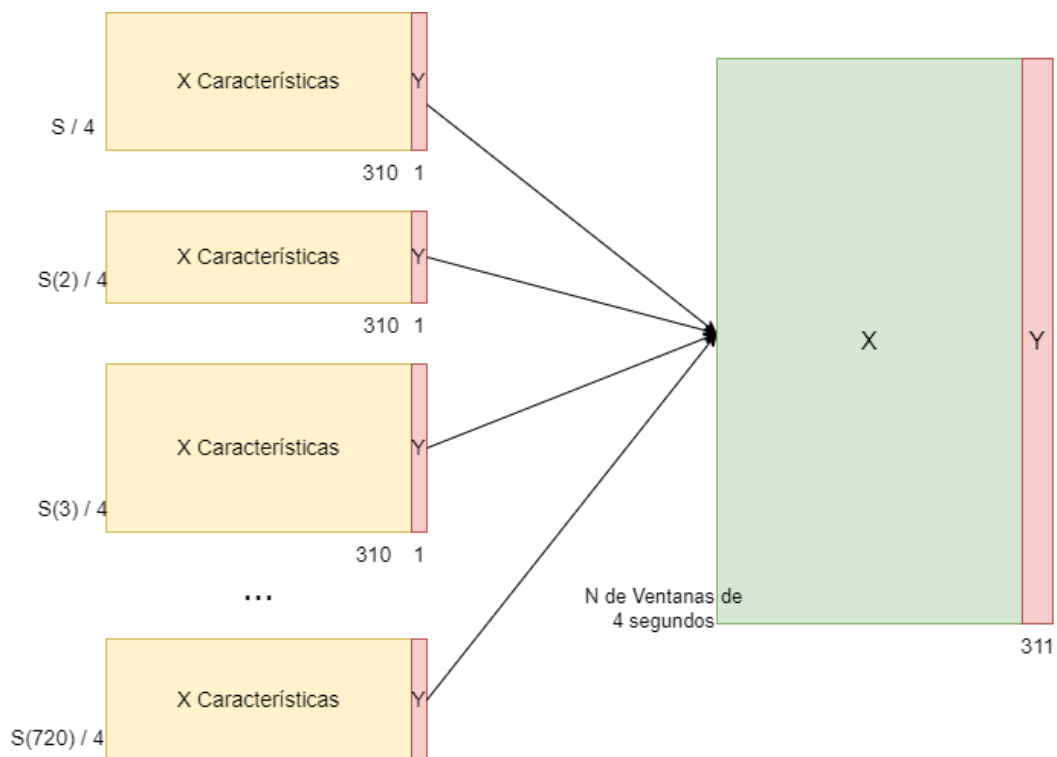 X Características
Y
S / 4
310
1
X Características
Y
S(2) / 4
310
1
X Características
Y
S(3) / 4
310
1
...
X Características
Y
S(720) / 4
X
Y
N de Ventanas de
4 segundos
311